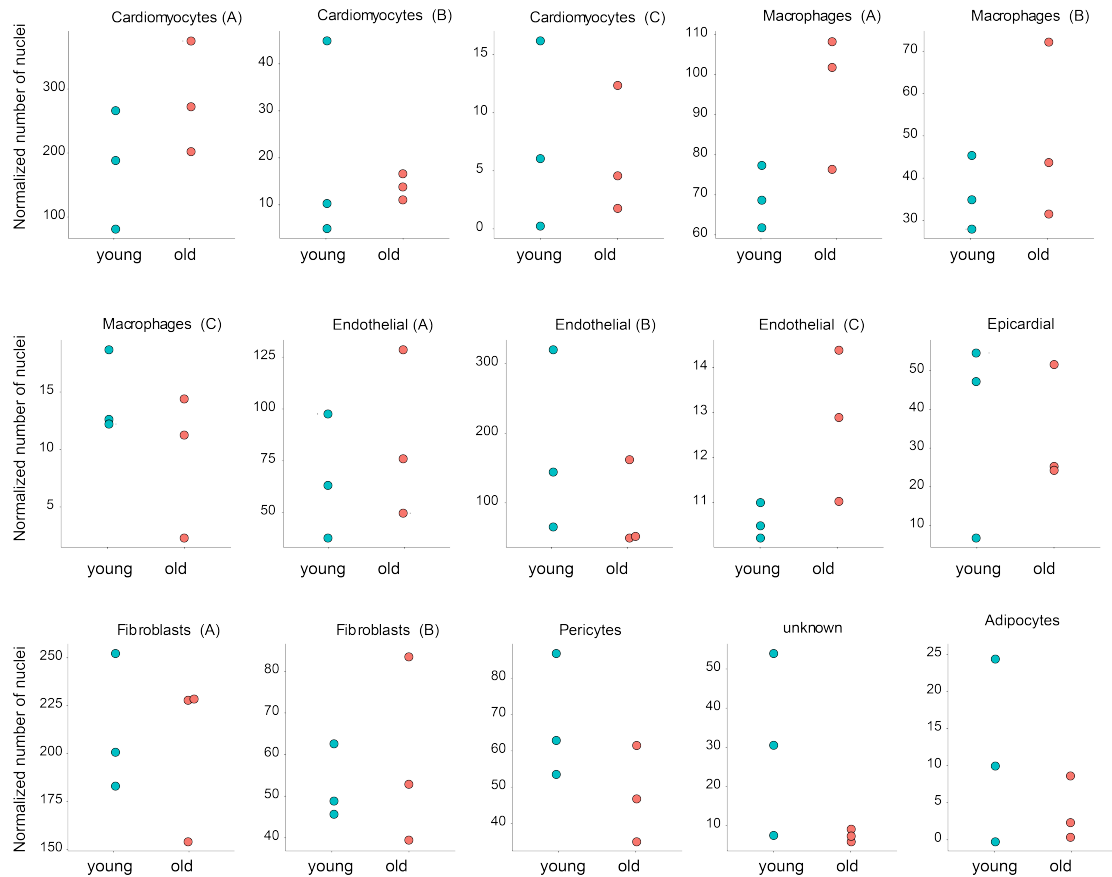 Cardiomyocytes (A)
Cardiomyocytes (B)
Cardiomyocytes (C)
Macrophages (A)
Macrophages (B)
Normalized number of nuclei
300
200
100
young old
40
30
20
10
young old
15
10
5
0
young old
110
100
90
80
70
60
young old
70
60
50
40
30
young old
Macrophages (C)
Endothelial (A)
Endothelial (B)
Endothelial (C)
Epicardial
Normalized number of nuclei
15
10
5
young old
125
100
75
50
young old
300
200
100
young old
14
13
12
11
young old
50
40
30
20
10
young old
Fibroblasts (A)
Fibroblasts (B)
Pericytes
unknown
Adipocytes
Normalized number of nuclei
250
225
200
175
150
young old
80
70
60
50
40
young old
80
70
60
50
40
young old
50
40
30
20
10
young old
25
20
15
10
5
0
young old